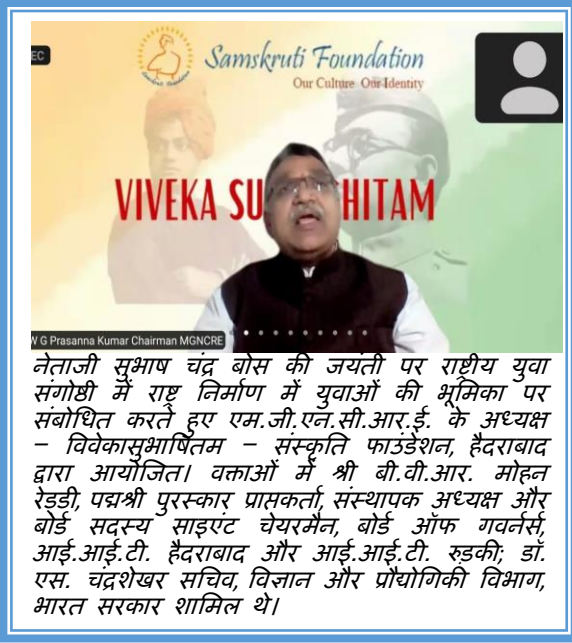 EC
Samskruti Foundation
Our Culture Our Identity
VIVEKA SU HITAM
W G Prasanna Kumar Chairman MGNCRE
नेताजी सुभाष चंद्र बोस की जयंती पर राष्ट्रीय युवा
संगोष्ठी में राष्ट्र निर्माण में युवाओं की भूमिका पर
संबोधित करते हुए एम.जी.एन.सी.आर.ई. के अध्यक्ष
– विवेकासुभाषितम – संस्कृति फाउंडेशन, हैदराबाद
द्वारा आयोजित। वक्ताओं में श्री बी.वी.आर. मोहन
रेड्डी, पद्मश्री पुरस्कार प्राप्तकर्ता, संस्थापक अध्यक्ष और
बोर्ड सदस्य साइएंट चेयरमैन, बोर्ड ऑफ गवर्नर्स,
आई.आई.टी. हैदराबाद और आई.आई.टी. रुड़की; डॉ.
एस. चंद्रशेखर सचिव, विज्ञान और प्रौद्योगिकी विभाग,
भारत सरकार शामिल थे।